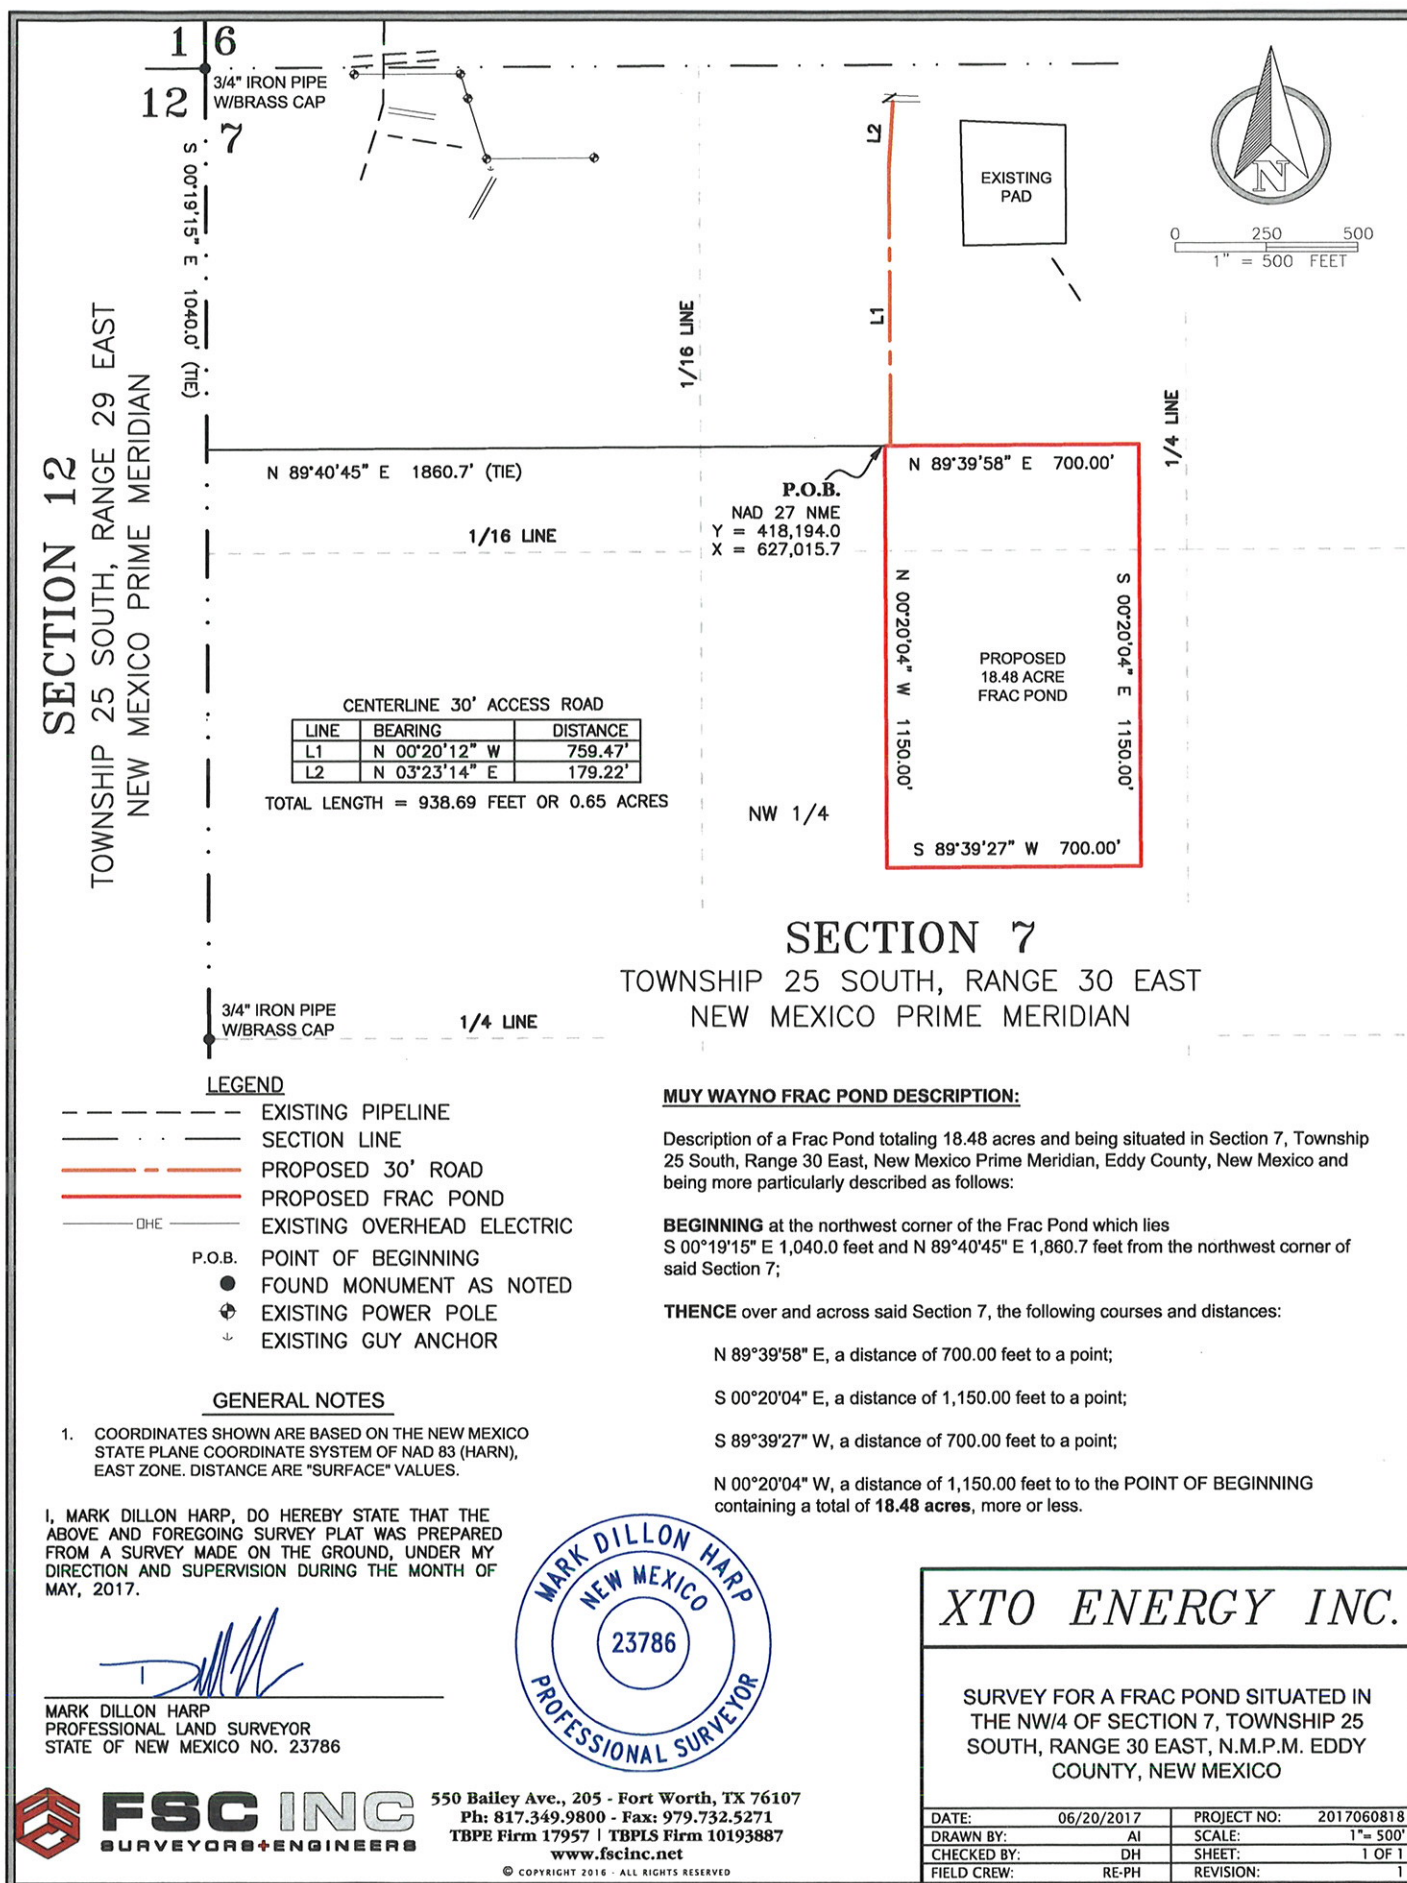 1 6
3/4" IRON PIPE
W/BRASS CAP
12
7
S 00°19'15" E 1040.0' (TIE)
L2
EXISTING
PAD
N
0 250 500
1" = 500 FEET
L1
1/16 LINE
1/4 LINE
SECTION 12
TOWNSHIP 25 SOUTH, RANGE 29 EAST
NEW MEXICO PRIME MERIDIAN
N 89°40'45" E 1860.7' (TIE)
N 89°39'58" E 700.00'
P.O.B.
NAD 27 NME
Y = 418,194.0
X = 627,015.7
1/16 LINE
N 00°20'04" W 1150.00'
S 00°20'04" E 1150.00'
PROPOSED
18.48 ACRE
FRAC POND
CENTERLINE 30' ACCESS ROAD
LINE BEARING DISTANCE
L1 N 00°20'12" W 759.47'
L2 N 03°23'14" E 179.22'
TOTAL LENGTH = 938.69 FEET OR 0.65 ACRES
NW 1/4
S 89°39'27" W 700.00'
SECTION 7
TOWNSHIP 25 SOUTH, RANGE 30 EAST
NEW MEXICO PRIME MERIDIAN
3/4" IRON PIPE
W/BRASS CAP
1/4 LINE
LEGEND
EXISTING PIPELINE
SECTION LINE
PROPOSED 30' ROAD
PROPOSED FRAC POND
OHE EXISTING OVERHEAD ELECTRIC
P.O.B. POINT OF BEGINNING
FOUND MONUMENT AS NOTED
EXISTING POWER POLE
EXISTING GUY ANCHOR
GENERAL NOTES
1. COORDINATES SHOWN ARE BASED ON THE NEW MEXICO
STATE PLANE COORDINATE SYSTEM OF NAD 83 (HARN),
EAST ZONE. DISTANCE ARE "SURFACE" VALUES.
I, MARK DILLON HARP, DO HEREBY STATE THAT THE
ABOVE AND FOREGOING SURVEY PLAT WAS PREPARED
FROM A SURVEY MADE ON THE GROUND, UNDER MY
DIRECTION AND SUPERVISION DURING THE MONTH OF
MAY, 2017.
MARK DILLON HARP
PROFESSIONAL LAND SURVEYOR
STATE OF NEW MEXICO NO. 23786
MUY WAYNO FRAC POND DESCRIPTION:
Description of a Frac Pond totaling 18.48 acres and being situated in Section 7, Township
25 South, Range 30 East, New Mexico Prime Meridian, Eddy County, New Mexico and
being more particularly described as follows:
BEGINNING at the northwest corner of the Frac Pond which lies
S 00°19'15" E 1,040.0 feet and N 89°40'45" E 1,860.7 feet from the northwest corner of
said Section 7;
THENCE over and across said Section 7, the following courses and distances:
N 89°39'58" E, a distance of 700.00 feet to a point;
S 00°20'04" E, a distance of 1,150.00 feet to a point;
S 89°39'27" W, a distance of 700.00 feet to a point;
N 00°20'04" W, a distance of 1,150.00 feet to to the POINT OF BEGINNING
containing a total of 18.48 acres, more or less.
MARK DILLON HARP
NEW MEXICO
23786
PROFESSIONAL SURVEYOR
FSC INC
SURVEYORS+ENGINEERS
550 Bailey Ave., 205 - Fort Worth, TX 76107
Ph: 817.349.9800 - Fax: 979.732.5271
TBPE Firm 17957 | TBPLS Firm 10193887
www.fscinc.net
© COPYRIGHT 2016 - ALL RIGHTS RESERVED
XTO ENERGY INC.
SURVEY FOR A FRAC POND SITUATED IN
THE NW/4 OF SECTION 7, TOWNSHIP 25
SOUTH, RANGE 30 EAST, N.M.P.M. EDDY
COUNTY, NEW MEXICO
DATE: 06/20/2017 PROJECT NO: 2017060818
DRAWN BY: AI SCALE: 1"= 500'
CHECKED BY: DH SHEET: 1 OF 1
FIELD CREW: RE-PH REVISION: 1